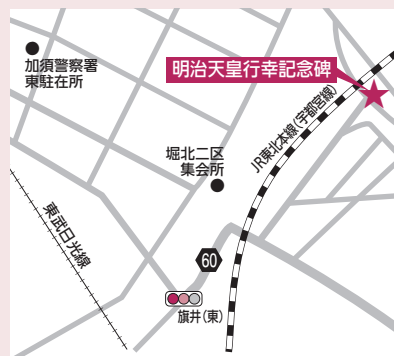 加須警察署
東駐在所
明治天皇行幸記念碑
JR東北本線（宇都宮線）
堀北二区
集会所
東武日光線
60
旗井（東）